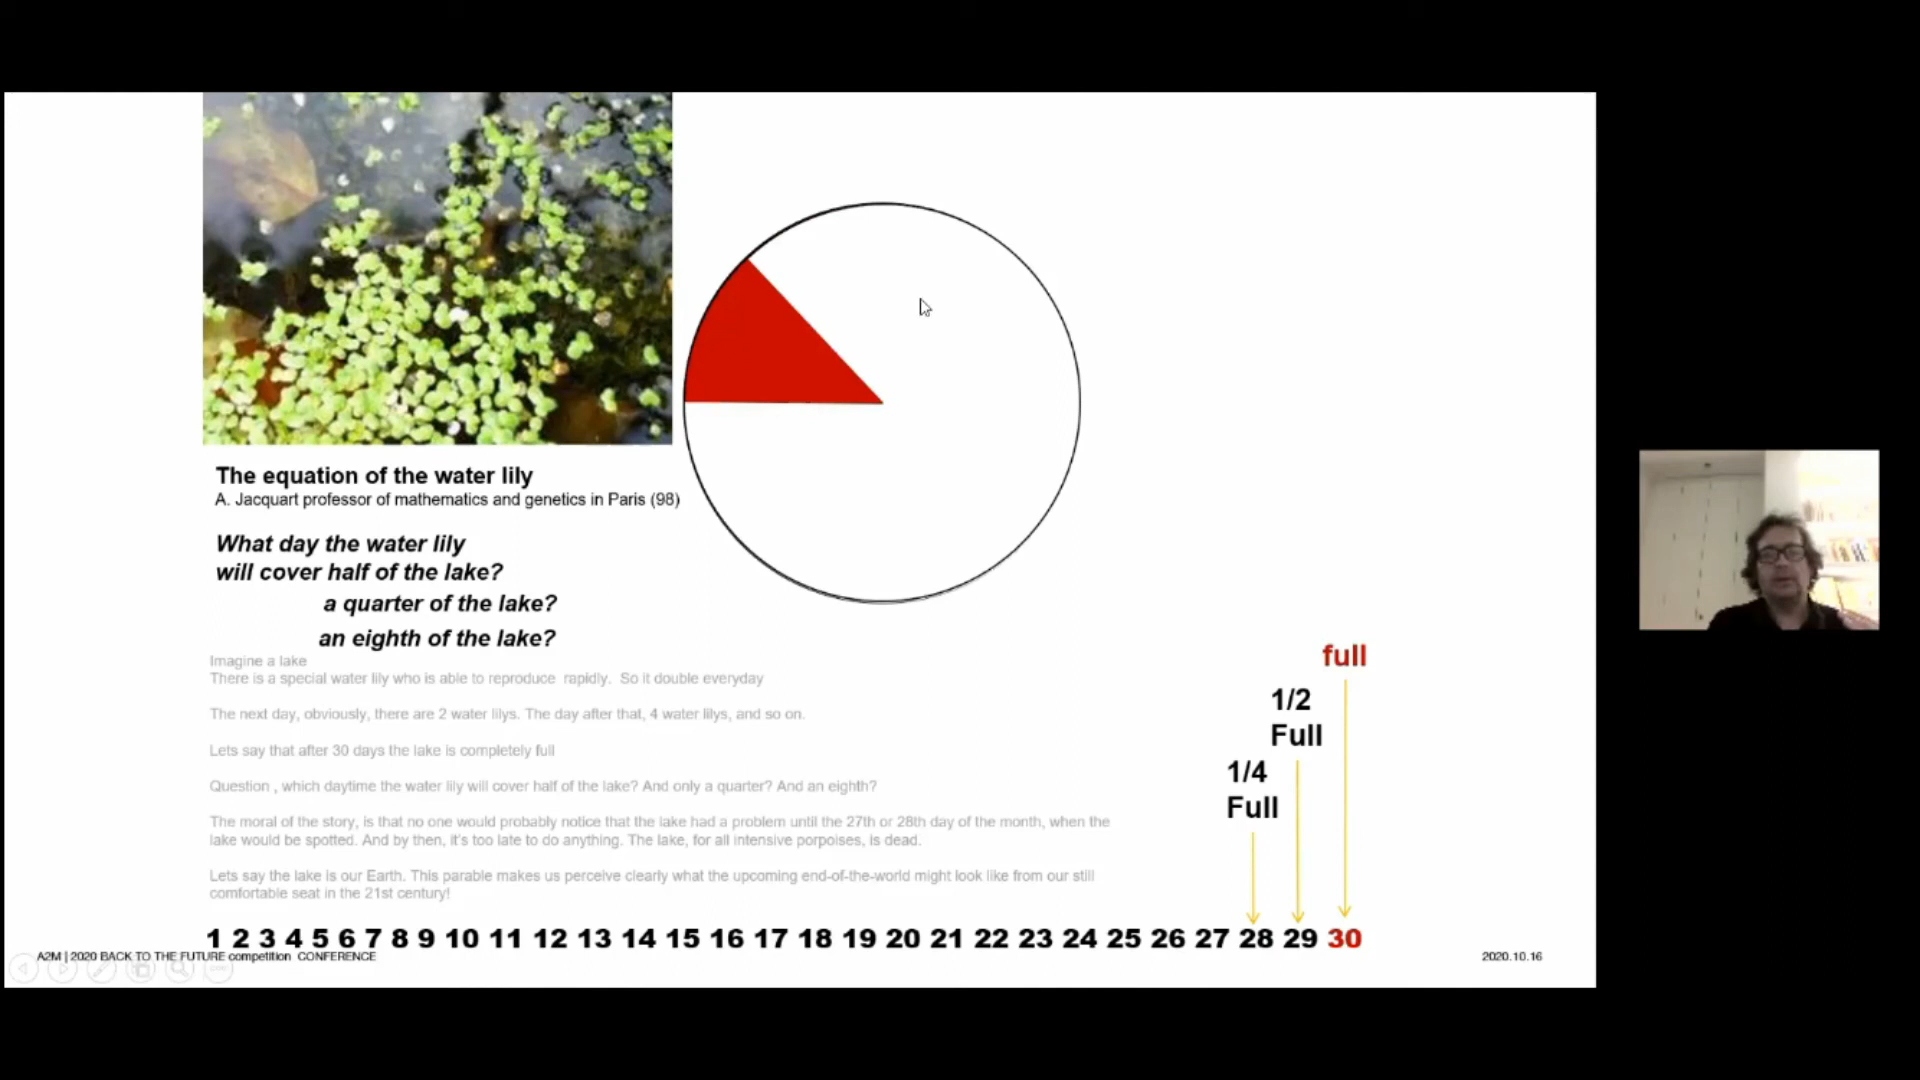 The equation of the water lily
A. Jacquart professor of mathematics and genetics in Paris (98)
What day the water lily
will cover half of the lake?
a quarter of the lake?
an eighth of the lake?
Imagine a lake
There is a special water lily who is able to reproduce rapidly. So it double everyday
The next day, obviously, there are 2 water lilys. The day after that, 4 water lilys, and so on.
Lets say that after 30 days the lake is completely full
Question , which daytime the water lily will cover half of the lake? And only a quarter? And an eighth?
The moral of the story, is that no one would probably notice that the lake had a problem until the 27th or 28th day of the month, when the
lake would be spotted. And by then, it's too late to do anything. The lake, for all intensive porpoises, is dead.
Lets say the lake is our Earth. This parable makes us perceive clearly what the upcoming end-of-the-world might look like from our still
comfortable seat in the 21st century!
full
1/2
Full
1/4
Full
1 2 3 4 5 6 7 8 9 10 11 12 13 14 15 16 17 18 19 20 21 22 23 24 25 26 27 28 29 30
A2M | 2020 BACK TO THE FUTURE competition CONFERENCE
2020.10.16